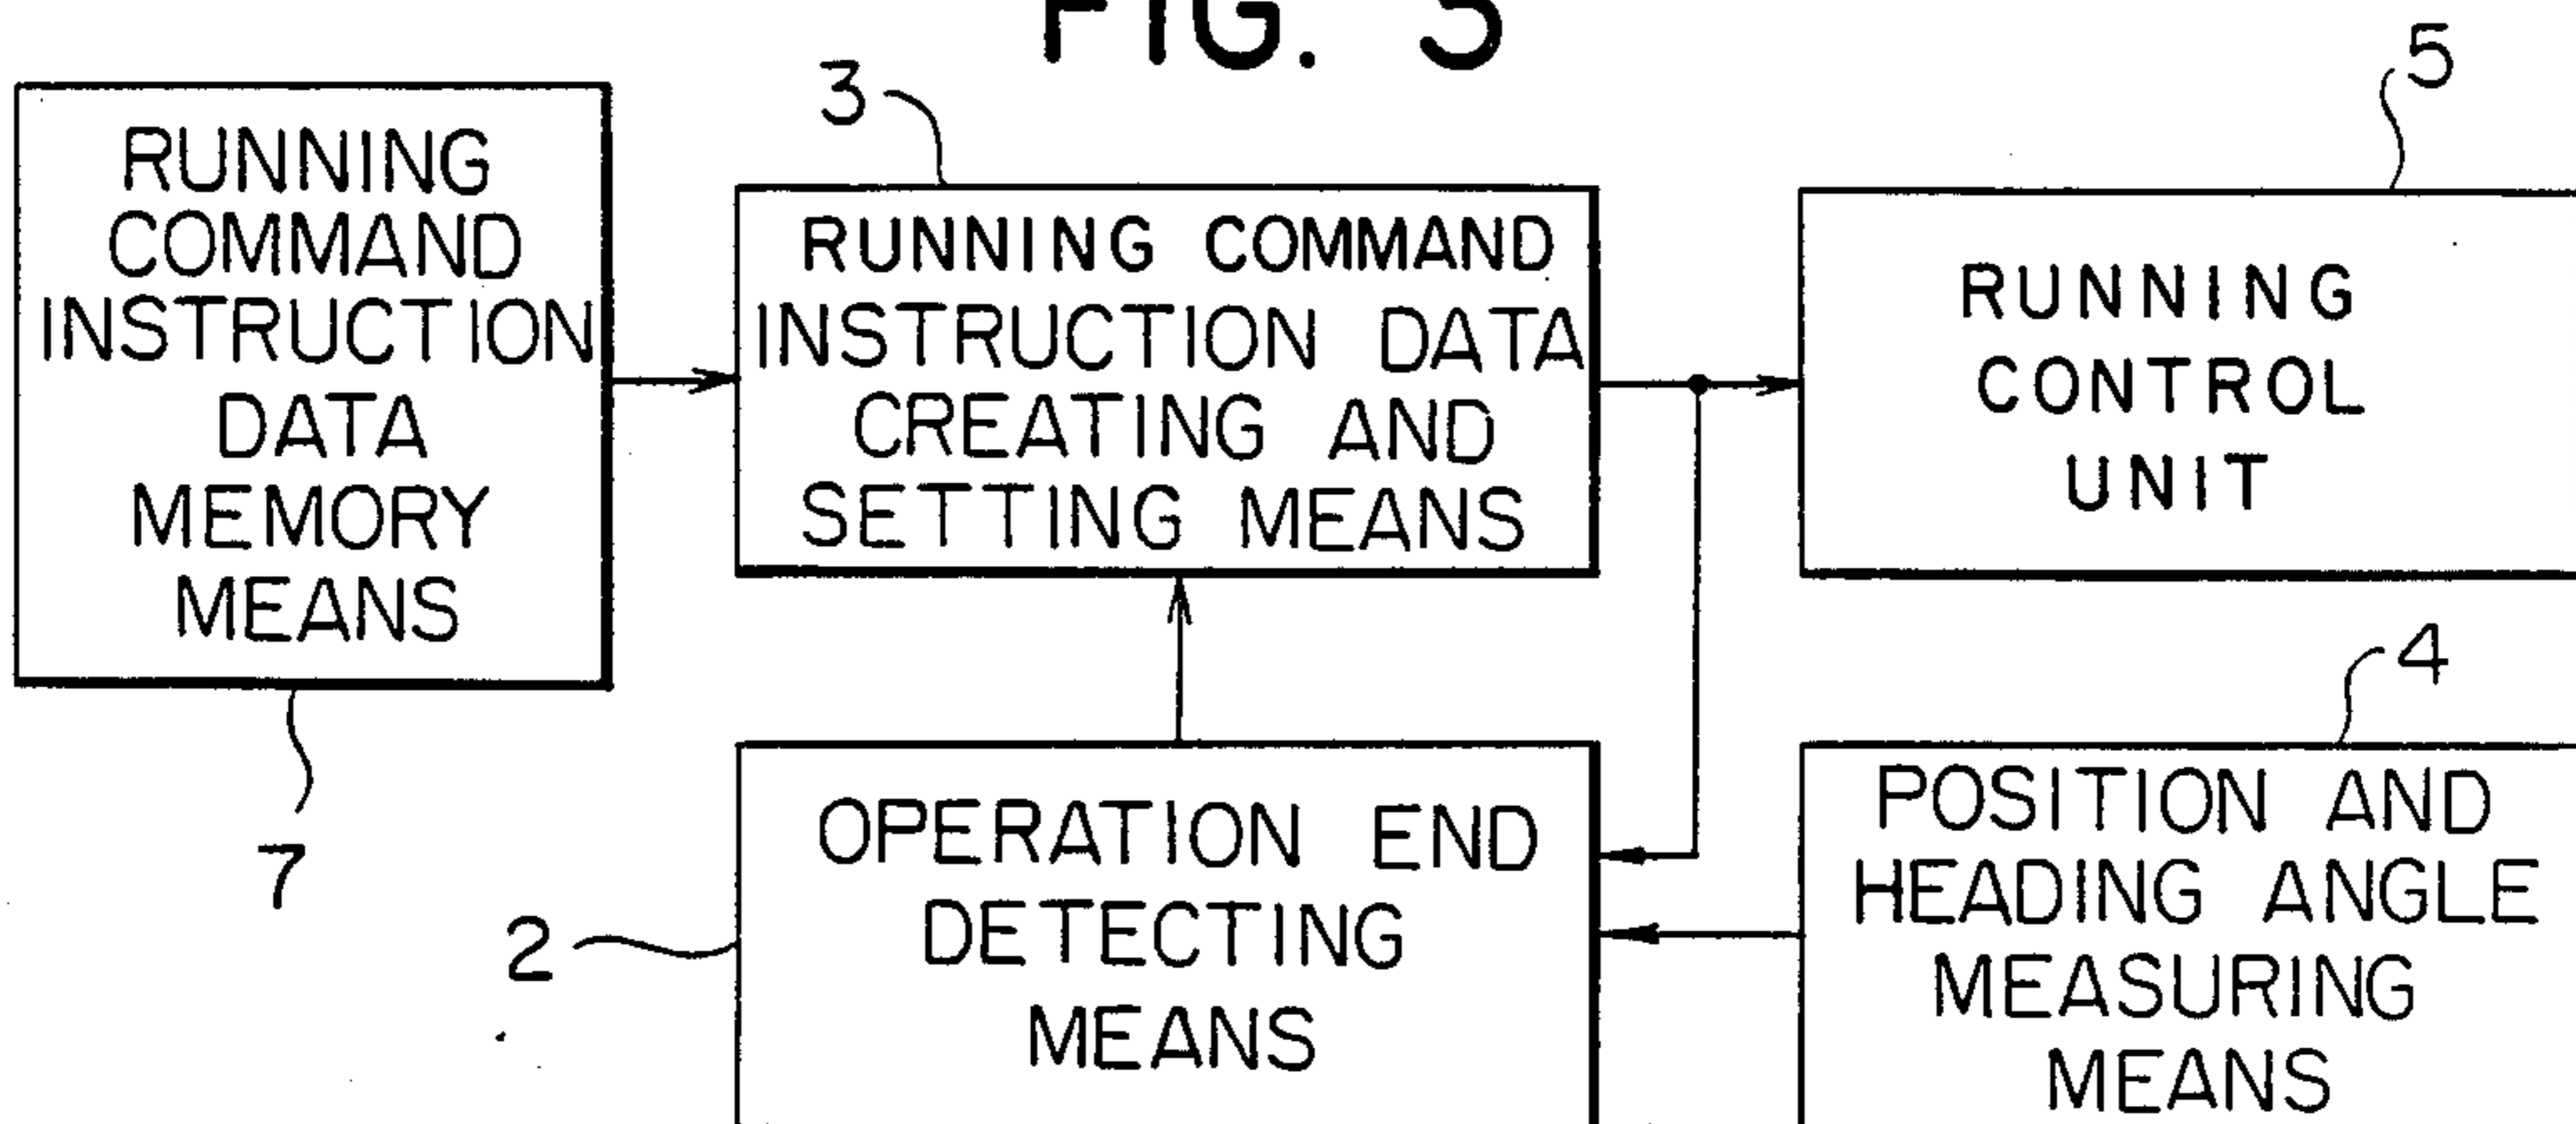 FIG.
3
5
RUNNING
COMMAND
INSTRUCTION
DATA
MEMORY
MEANS
RUNNING COMMAND
INSTRUCTION DATA
CREATING AND
SETTING MEANS
RUNNING
CONTROL
UNIT
7
2
4
OPERATION END
DETECTING
MEANS
POSITION AND
HEADING ANGLE
MEASURING
MEANS